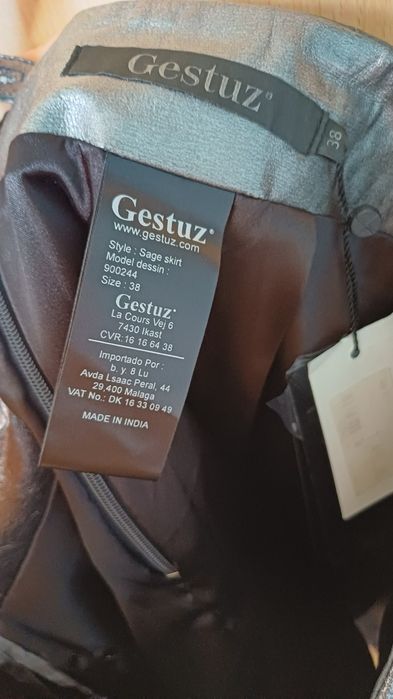 Gestuz®
38
Gestuz®
www.gestuz.com
Style : Sage skirt
Model dessin :
900244
Size : 38
Gestuz®
La Cours Vej 6
7430 Ikast
CVR:16 16 64 38
Importado Por :
b. y. 8 Lu
Avda Lsaac Peral, 44
29,400 Malaga
VAT No.: DK 16 33 09 49
MADE IN INDIA